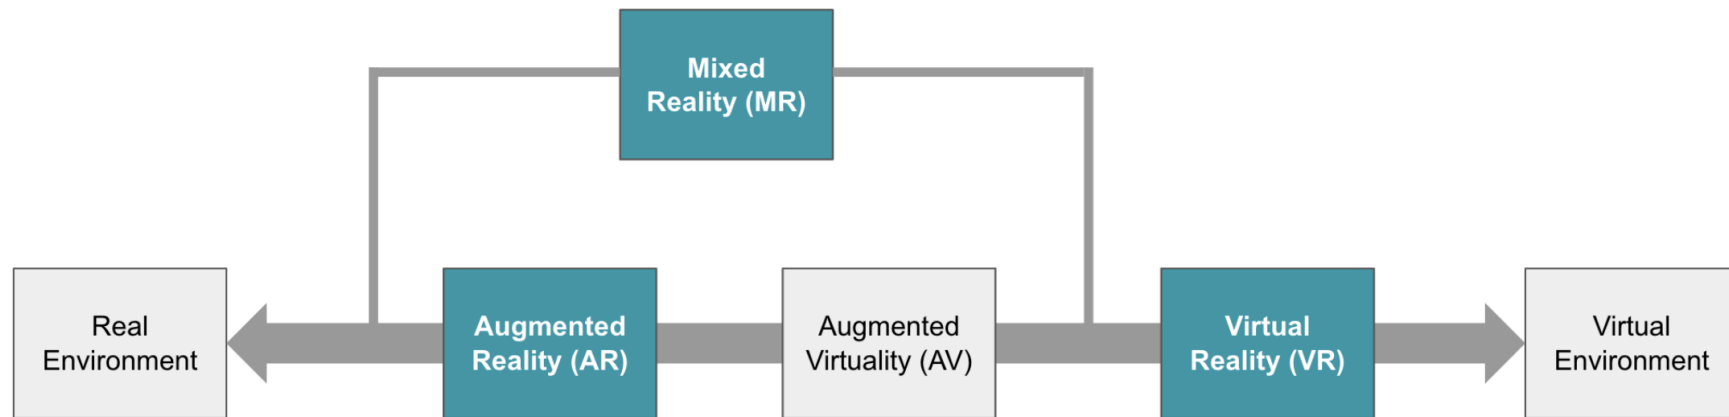 Mixed
Reality (MR)
Real
Environment
Augmented
Reality (AR)
Augmented
Virtuality (AV)
Virtual
Reality (VR)
Virtual
Environment